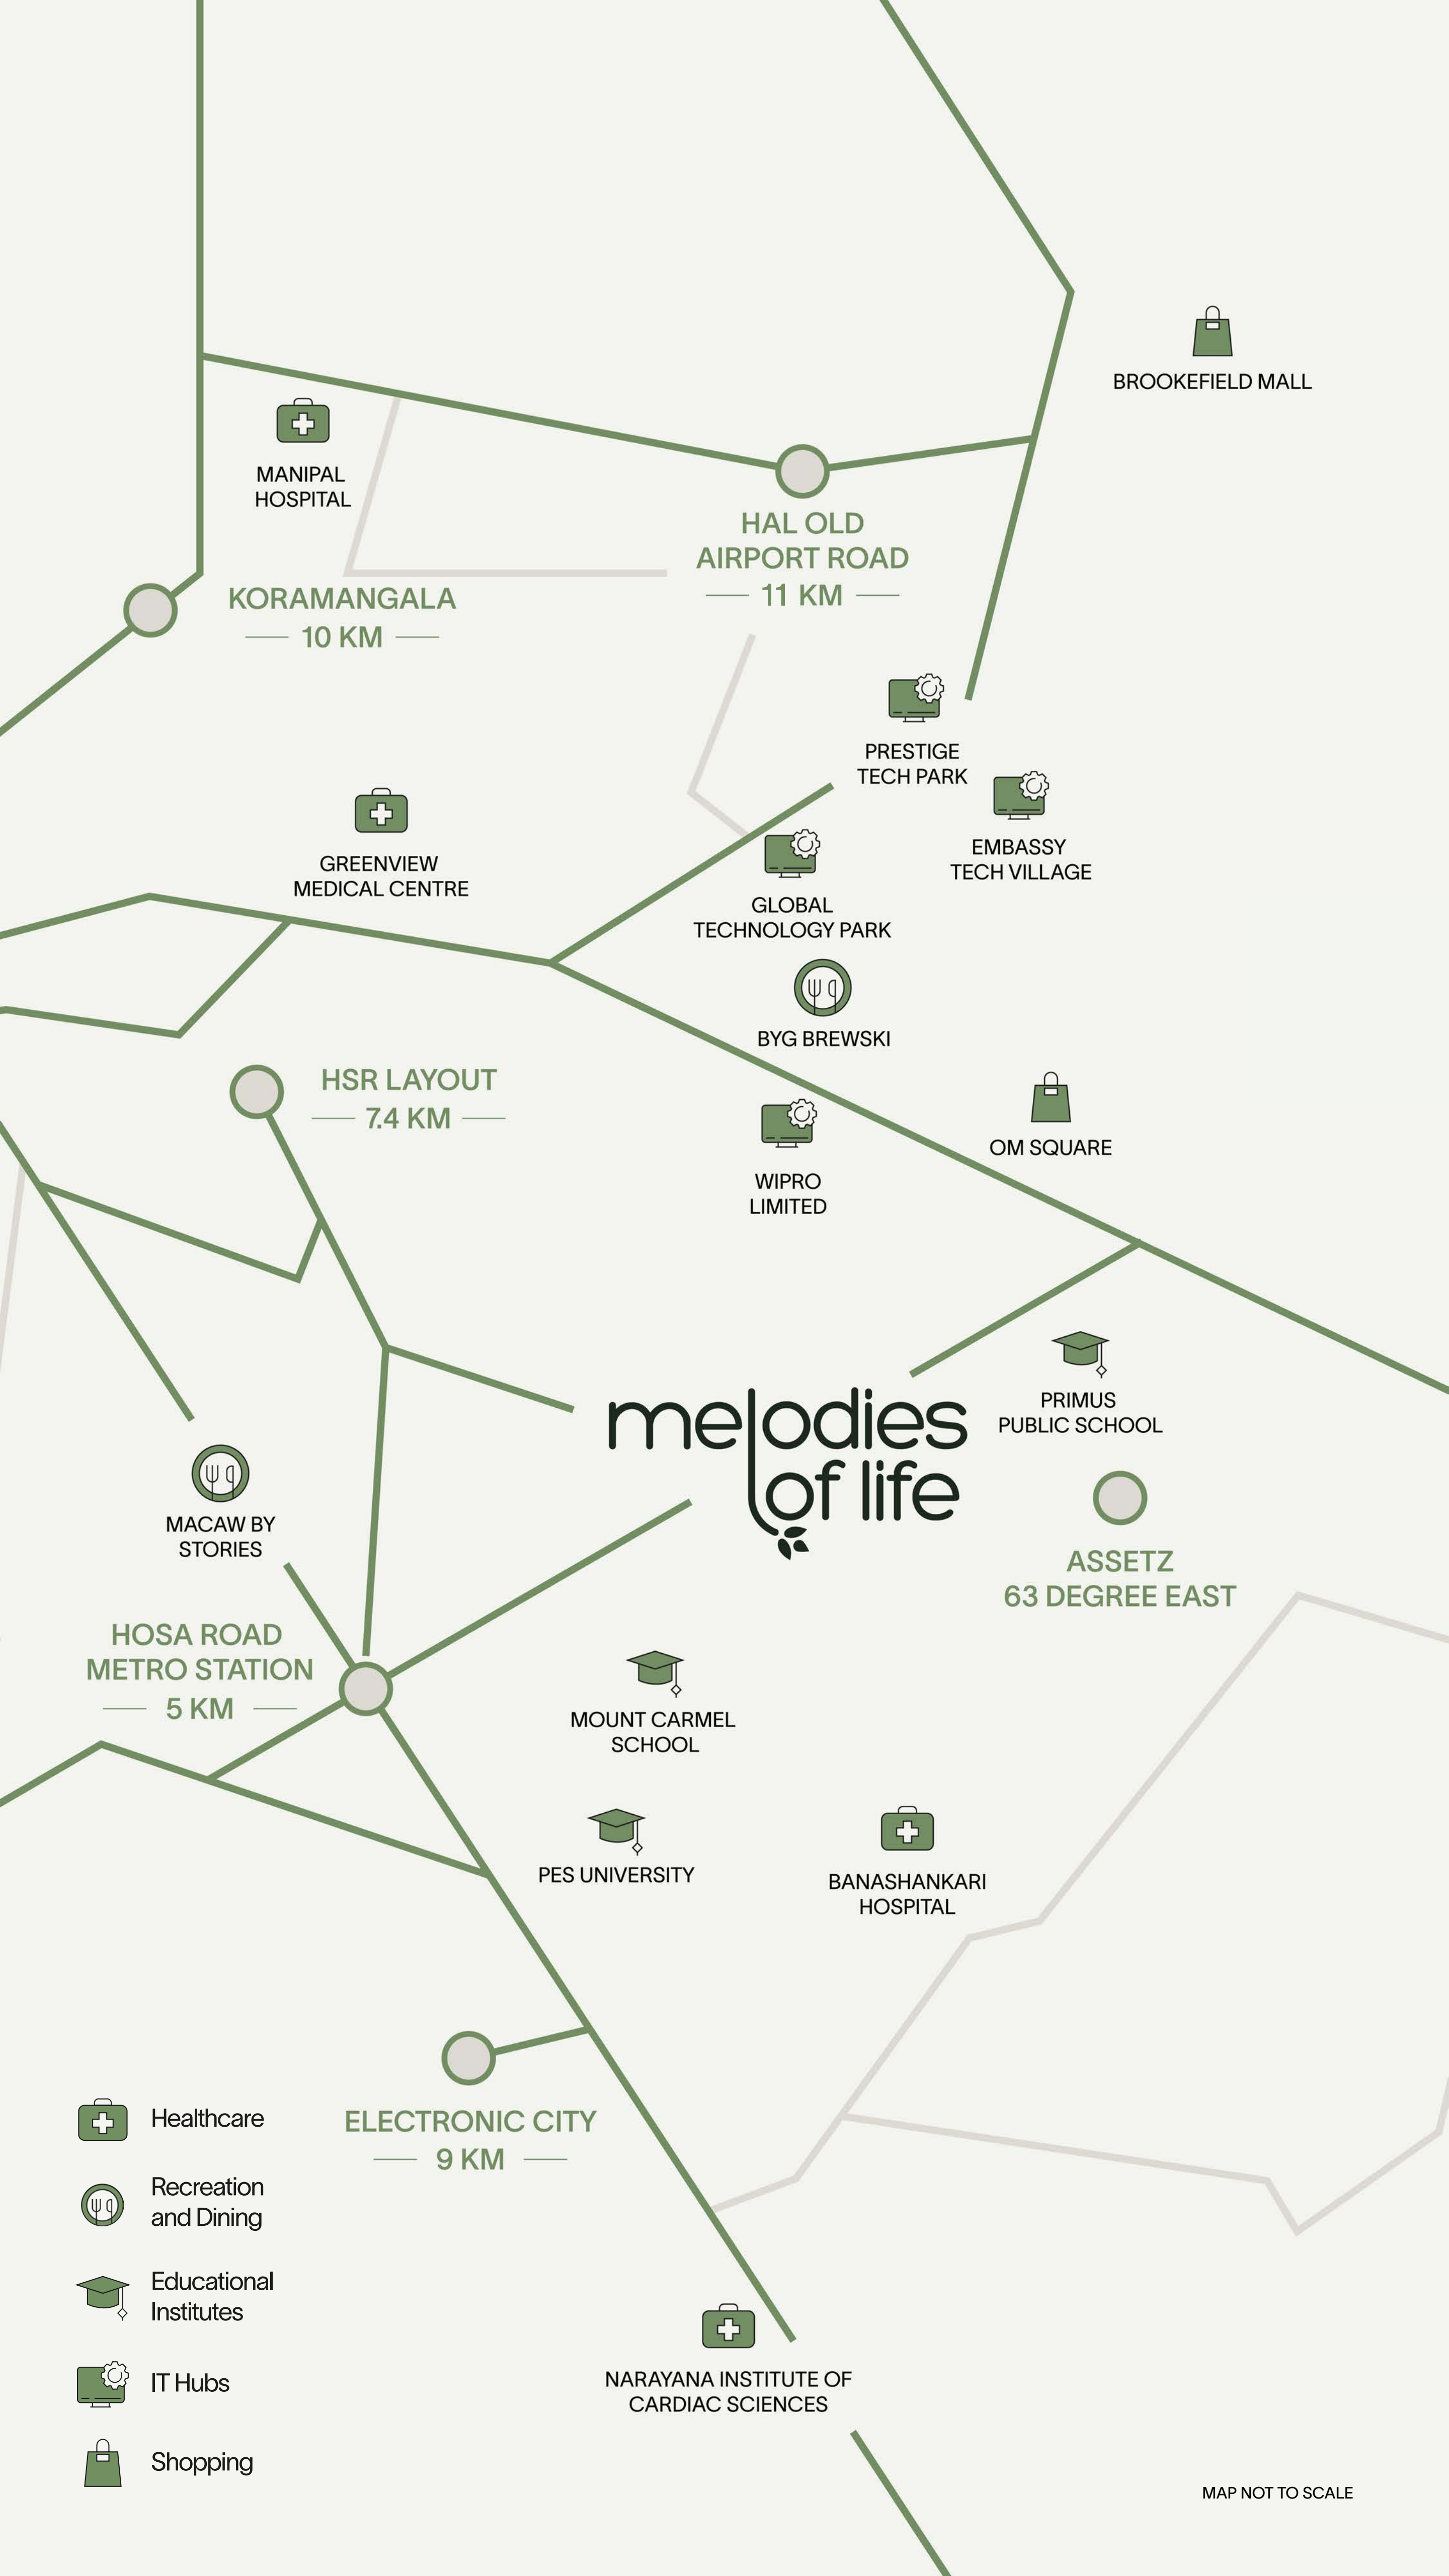 BROOKEFIELD MALL
MANIPAL
HOSPITAL
HAL OLD
AIRPORT ROAD
11 KM
KORAMANGALA
10 KM
PRESTIGE
TECH PARK
EMBASSY
TECH VILLAGE
GREENVIEW
MEDICAL CENTRE
GLOBAL
TECHNOLOGY PARK
BYG BREWSKI
HSR LAYOUT
7.4 KM
OM SQUARE
WIPRO
LIMITED
PRIMUS
PUBLIC SCHOOL
melodies
of life
MACAW BY
STORIES
ASSETZ
63 DEGREE EAST
HOSA ROAD
METRO STATION
5 KM
MOUNT CARMEL
SCHOOL
PES UNIVERSITY
BANASHANKARI
HOSPITAL
ELECTRONIC CITY
9 KM
Healthcare
Recreation
and Dining
Educational
Institutes
IT Hubs
Shopping
NARAYANA INSTITUTE OF
CARDIAC SCIENCES
MAP NOT TO SCALE